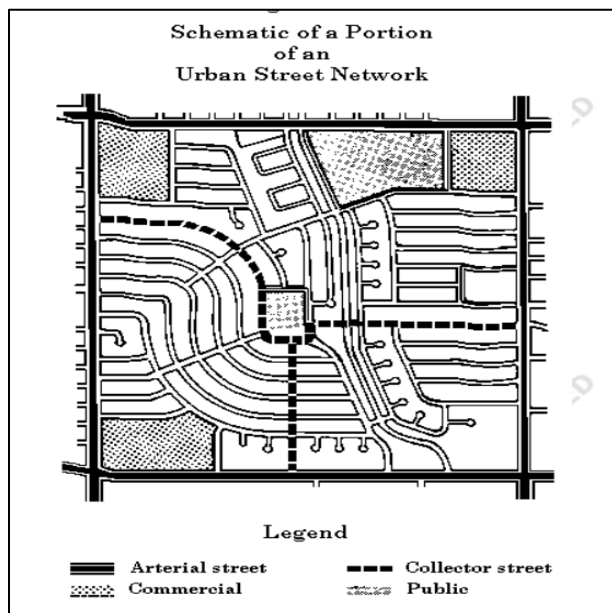 Schematic of a Portion
of an
Urban Street Network
Legend
Arterial street
Collector street
Commercial
Public